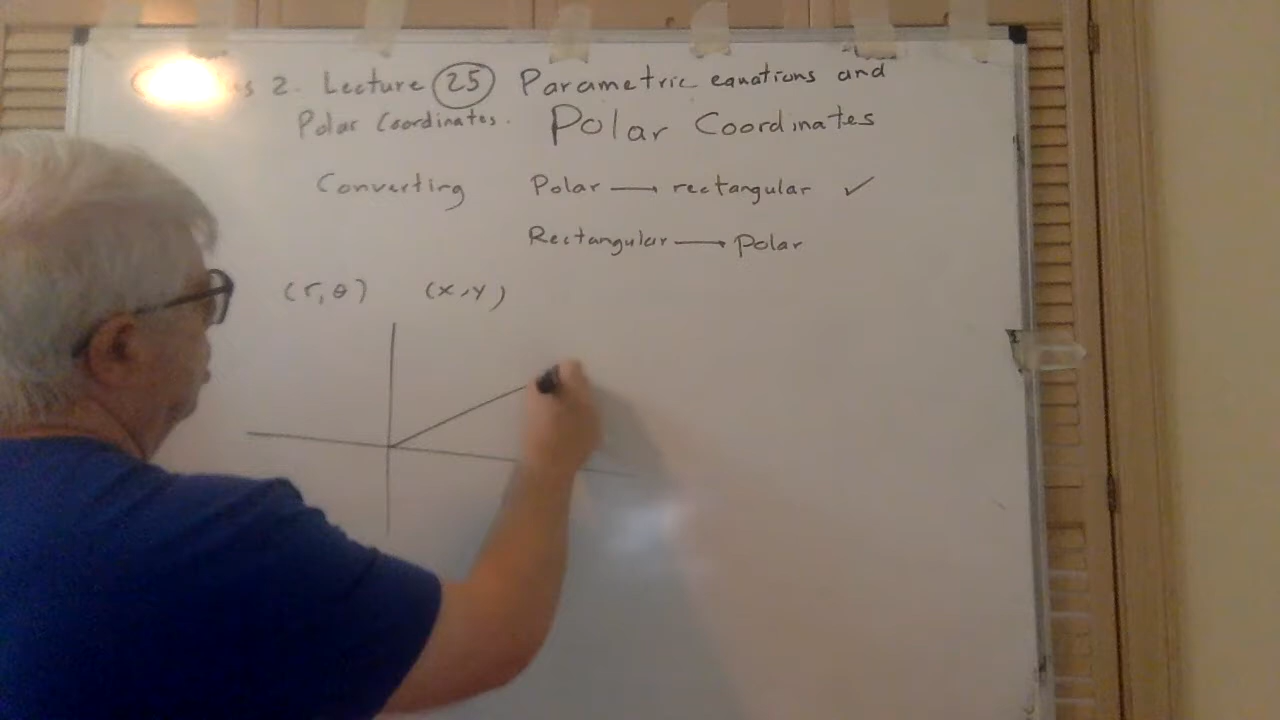 s 2. Lecture 25 Parametric equations and
Polar Coordinates. Polar Coordinates
Converting Polar → rectangular ✓
Rectangular → Polar
(r, θ) (x, y)